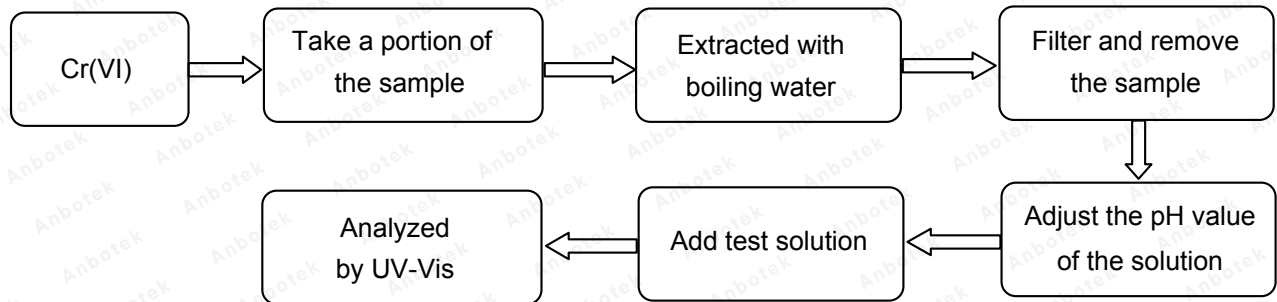 Cr(VI)
Take a portion of
the sample
Extracted with
boiling water
Filter and remove
the sample
Adjust the pH value
of the solution
Add test solution
Analyzed
by UV-Vis
Anbotek